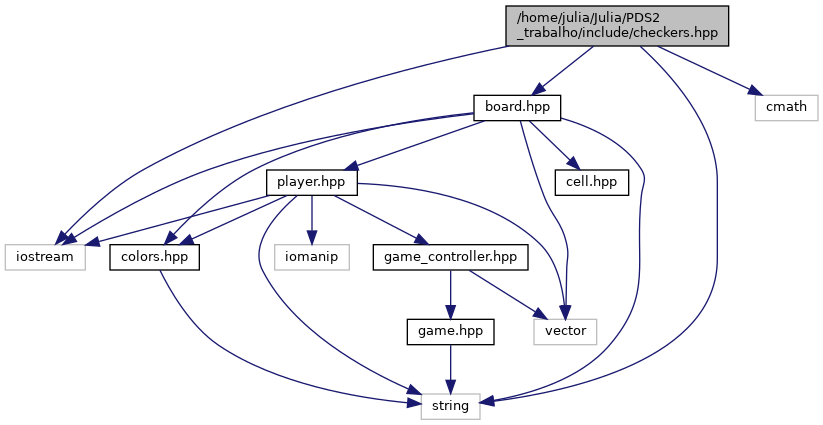 /home/julia/Julia/PDS2
_trabalho/include/checkers.hpp
board.hpp
cmath
player.hpp
cell.hpp
iostream
colors.hpp
iomanip
game_controller.hpp
game.hpp
vector
string